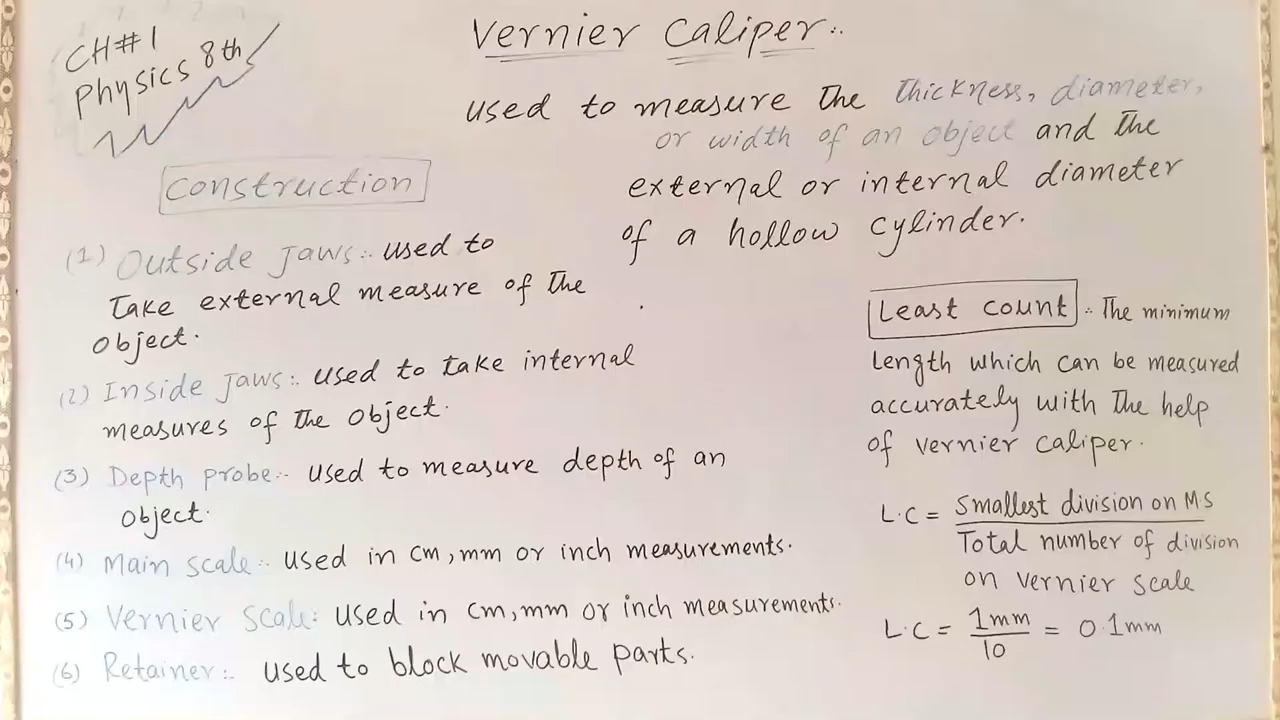 CH#1
Physics 8th
Vernier Caliper:.
used to measure the thickness, diameter,
or width of an object and the
external or internal diameter
of a hollow cylinder.
Construction
(1) Outside jaws:. used to
take external measure of the
object.
(2) Inside jaws:. used to take internal
measures of the object.
(3) Depth probe:. used to measure depth of an
object.
(4) Main scale:. used in cm, mm or inch measurements.
(5) Vernier scale: used in cm, mm or inch measurements.
(6) Retainer:. used to block movable parts.
Least count:. The minimum
length which can be measured
accurately with the help
of vernier caliper.
L.C = Smallest division on M.S
Total number of division
on vernier scale
L.C = 1mm / 10 = 0.1mm